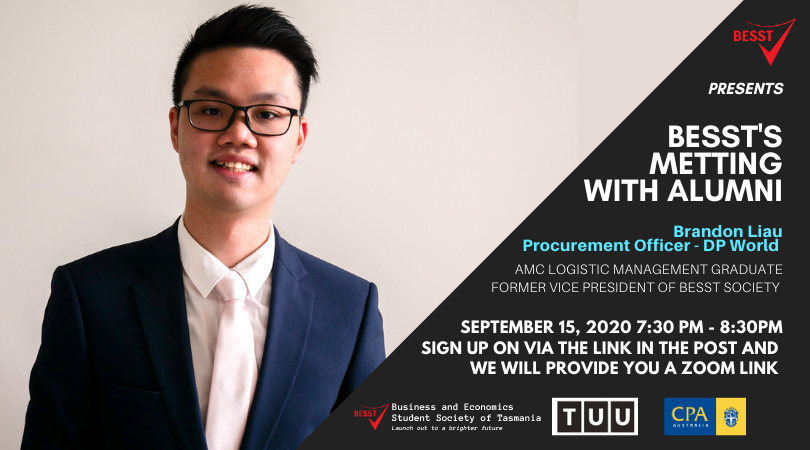 BESST
PRESENTS
BESST'S
METTING
WITH ALUMNI
Brandon Liau
Procurement Officer - DP World
AMC LOGISTIC MANAGEMENT GRADUATE
FORMER VICE PRESIDENT OF BESST SOCIETY
SEPTEMBER 15, 2020 7:30 PM - 8:30PM
SIGN UP ON VIA THE LINK IN THE POST AND
WE WILL PROVIDE YOU A ZOOM LINK
BESST
Business and Economics
Student Society of Tasmania
Launch out to a brighter future
TUU
CPA
AUSTRALIA